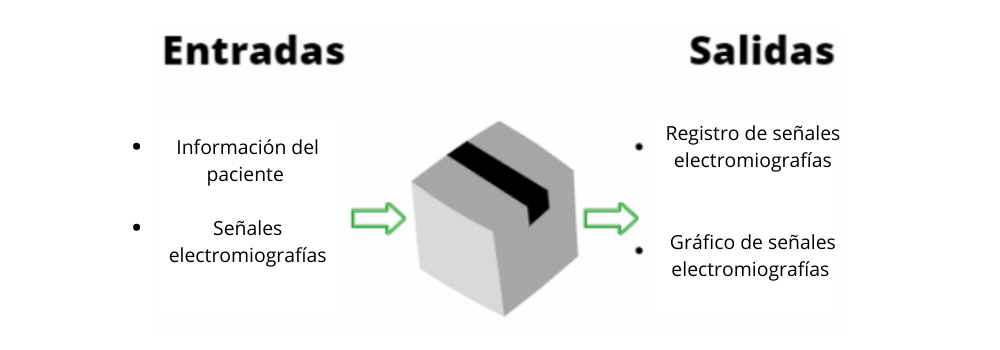 Entradas
Salidas
• Información del
paciente
• Señales
electromiografías
• Registro de señales
electromiografías
• Gráfico de señales
electromiografías